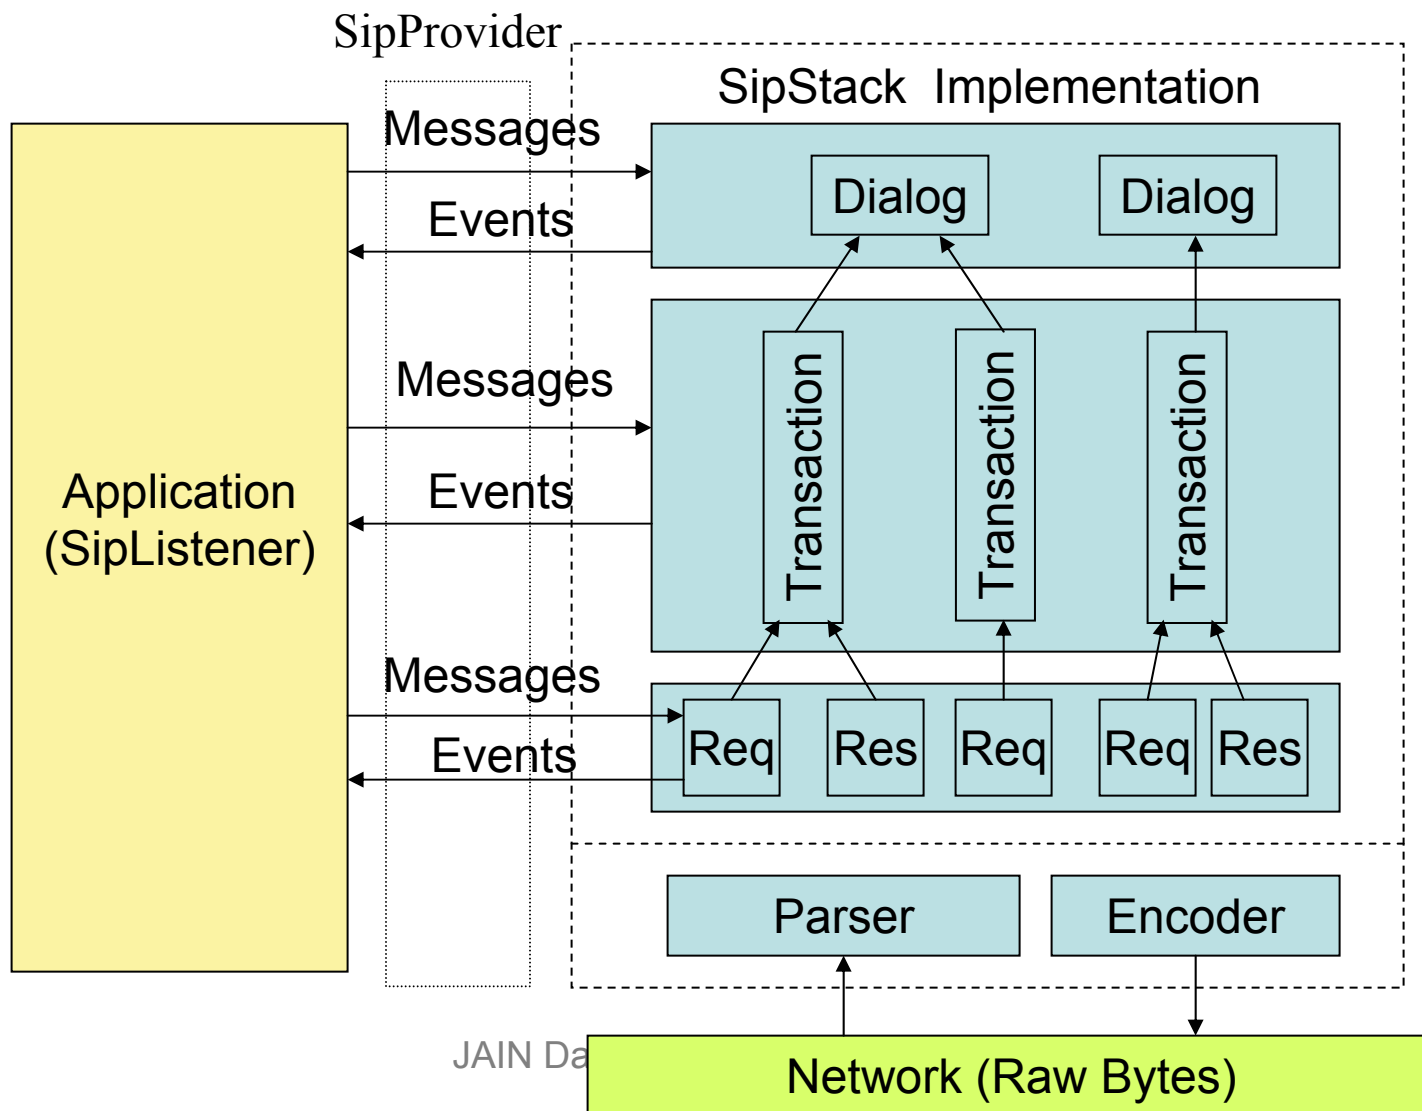 SipProvider
SipStack Implementation
Messages
Dialog
Dialog
Events
Messages
Transaction
Transaction
Transaction
Events
Application
(SipListener)
Messages
Req
Res
Req
Req
Res
Events
Parser
Encoder
JAIN
Network (Raw Bytes)